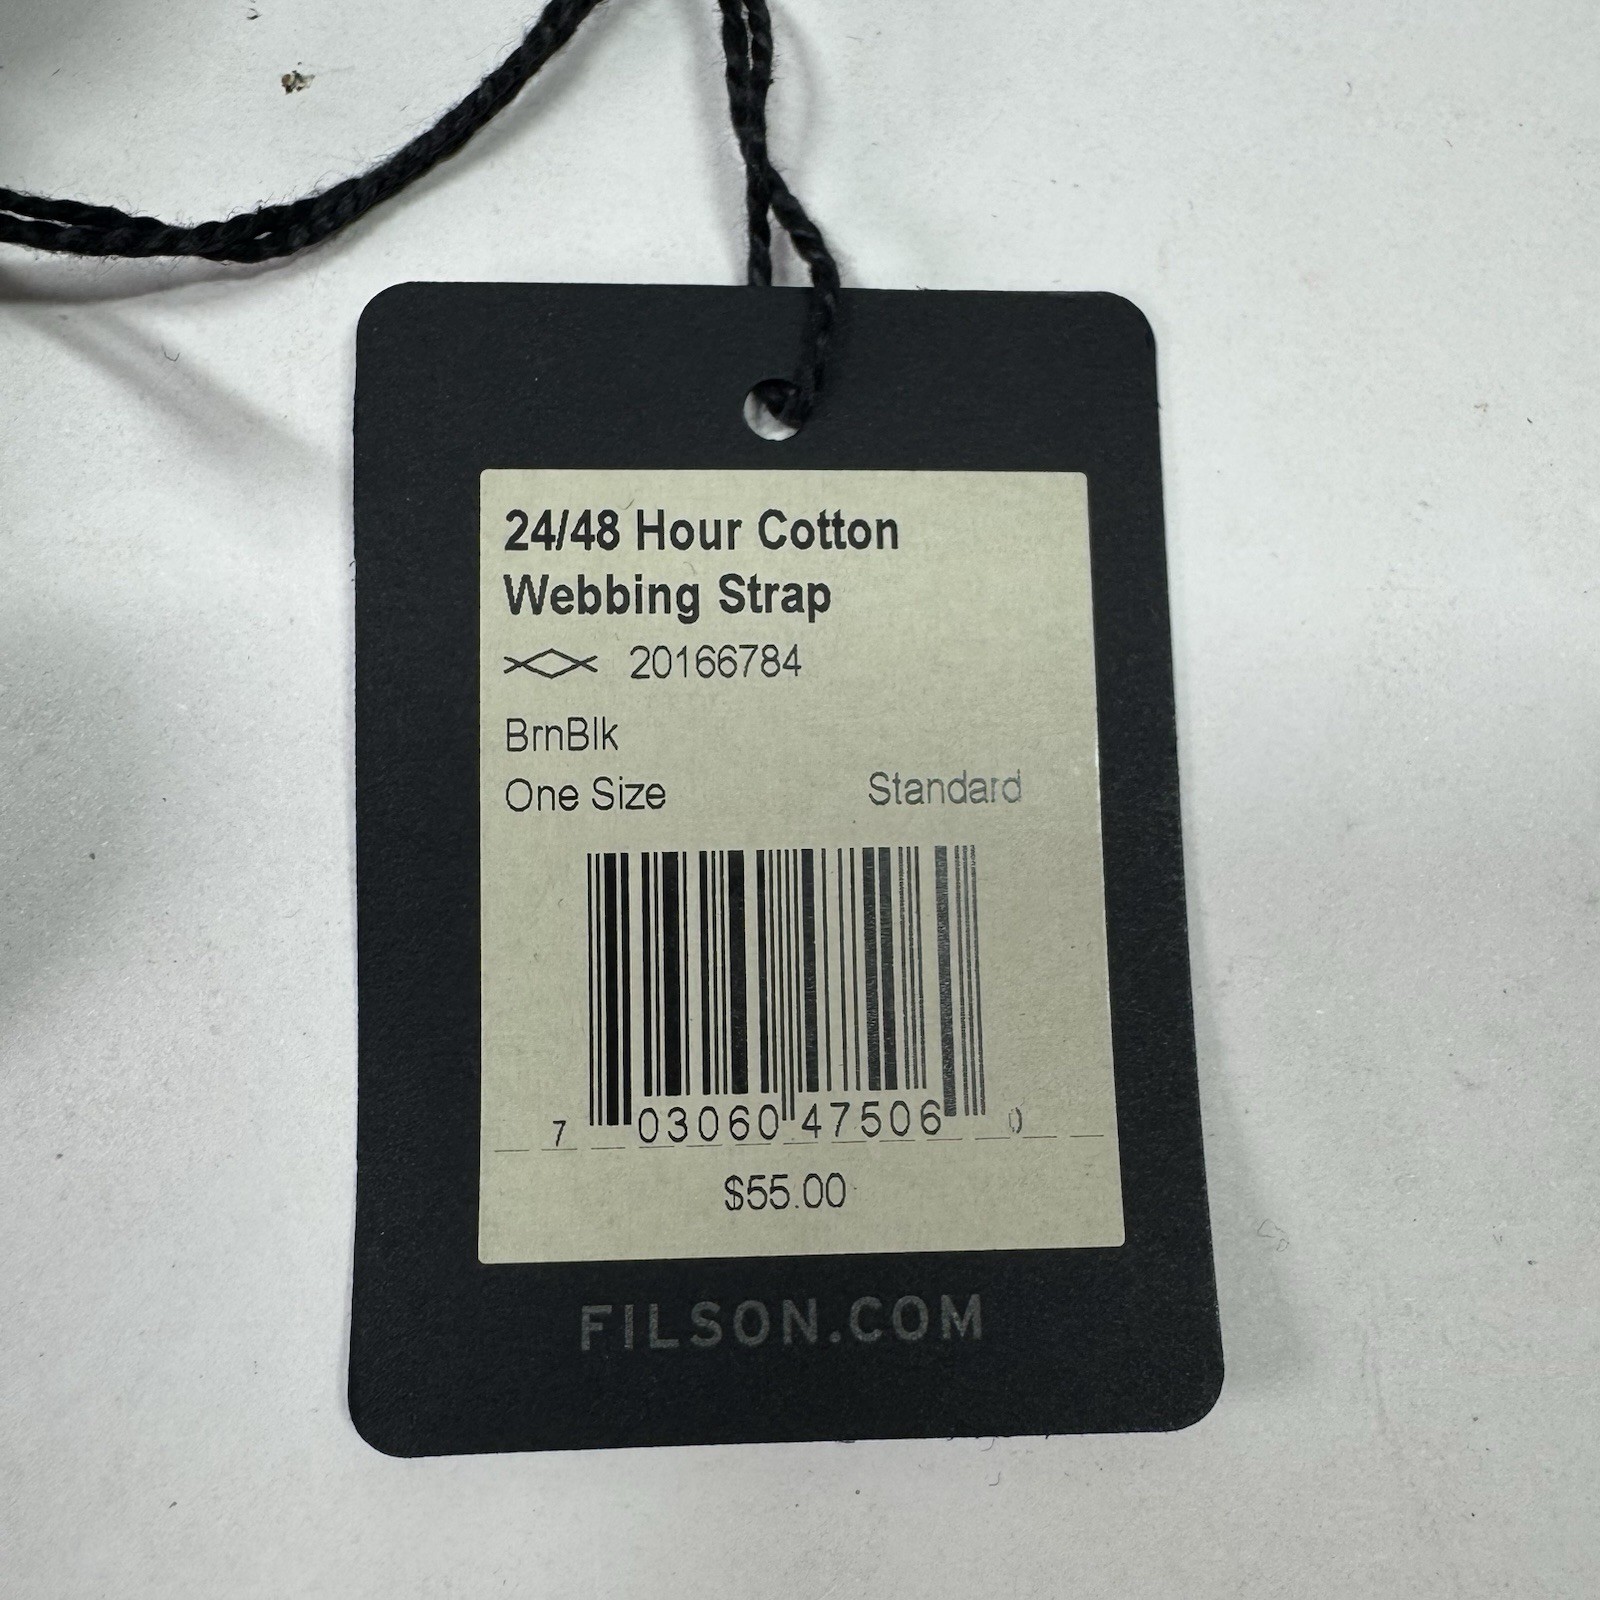 24/48 Hour Cotton
Webbing Strap
20166784
BrnBlk
One Size Standard
7 03060 47506 0
$55.00
FILSON.COM